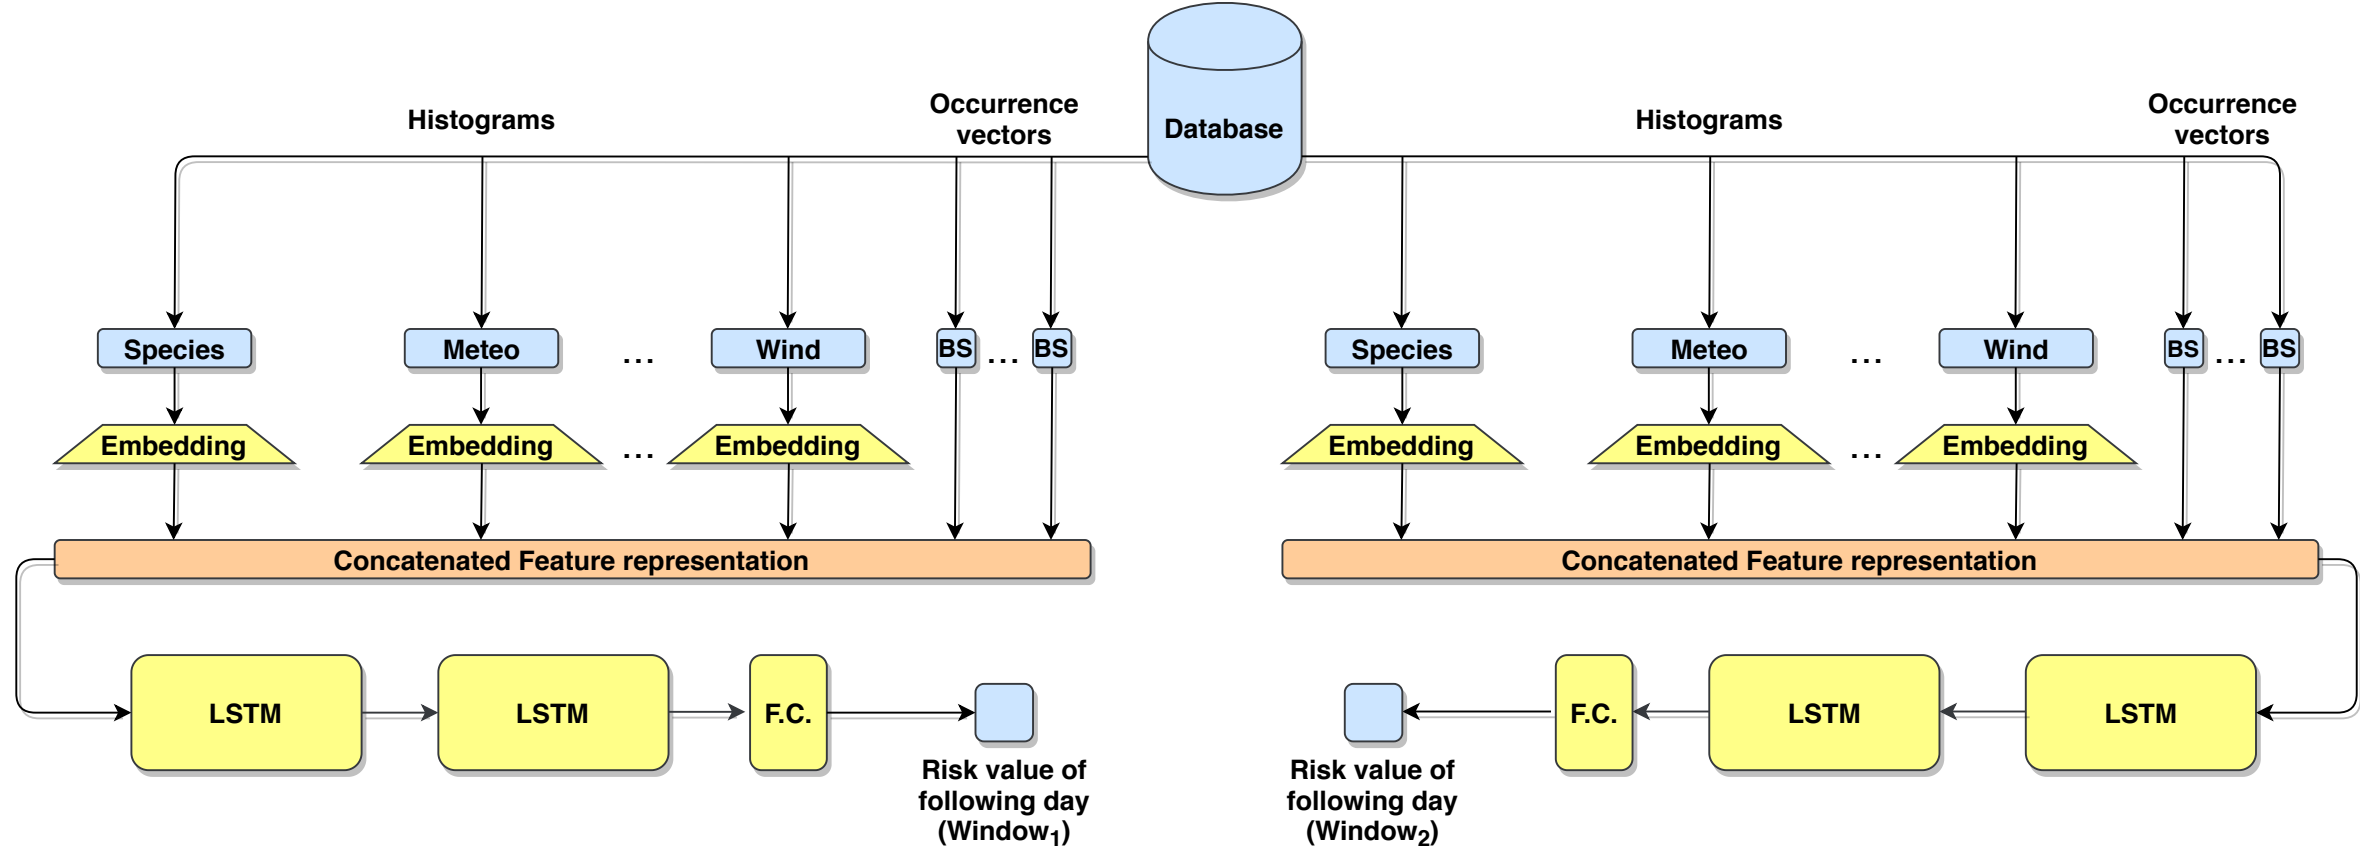 Database
Histograms
Occurrence
vectors
Histograms
Occurrence
vectors
Species
Meteo
...
Wind
BS
...
BS
Species
Meteo
...
Wind
BS
...
BS
Embedding
Embedding
...
Embedding
Embedding
Embedding
...
Embedding
Concatenated Feature representation
Concatenated Feature representation
LSTM
LSTM
F.C.
F.C.
LSTM
LSTM
Risk value of
following day
(Window1)
Risk value of
following day
(Window2)